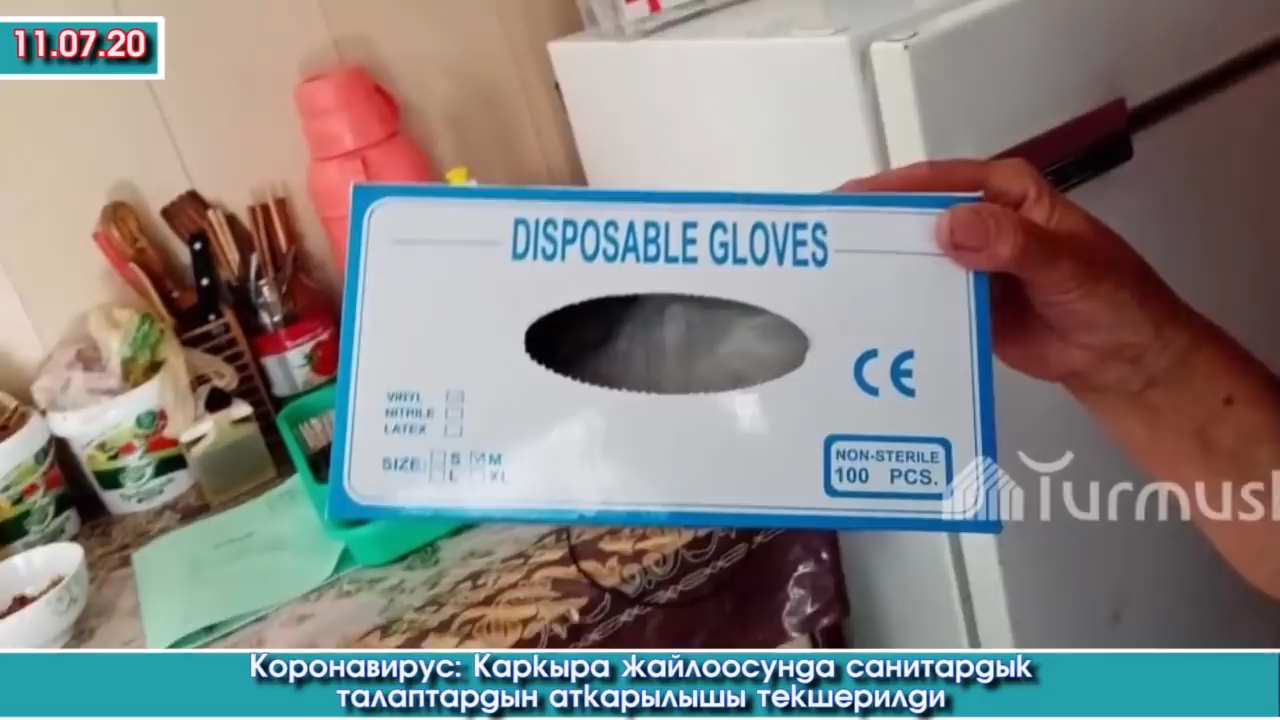 11.07.20
DISPOSABLE GLOVES
CE
VINYL
NITRILE
LATEX
SIZE: S M
L XL
NON-STERILE
100 PCS.
Turmush
Коронавирус: Каркыра жайлоосунда санитардык
талаптардын аткарылышы текшерилди